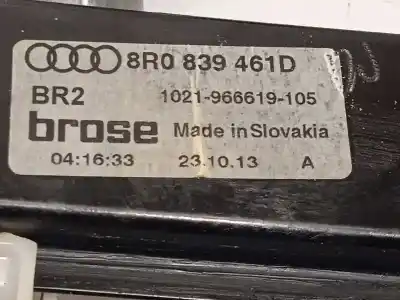 8R0 839 461D
BR2 1021-966619-105
brose Made in Slovakia
04:16:33 23.10.13 A